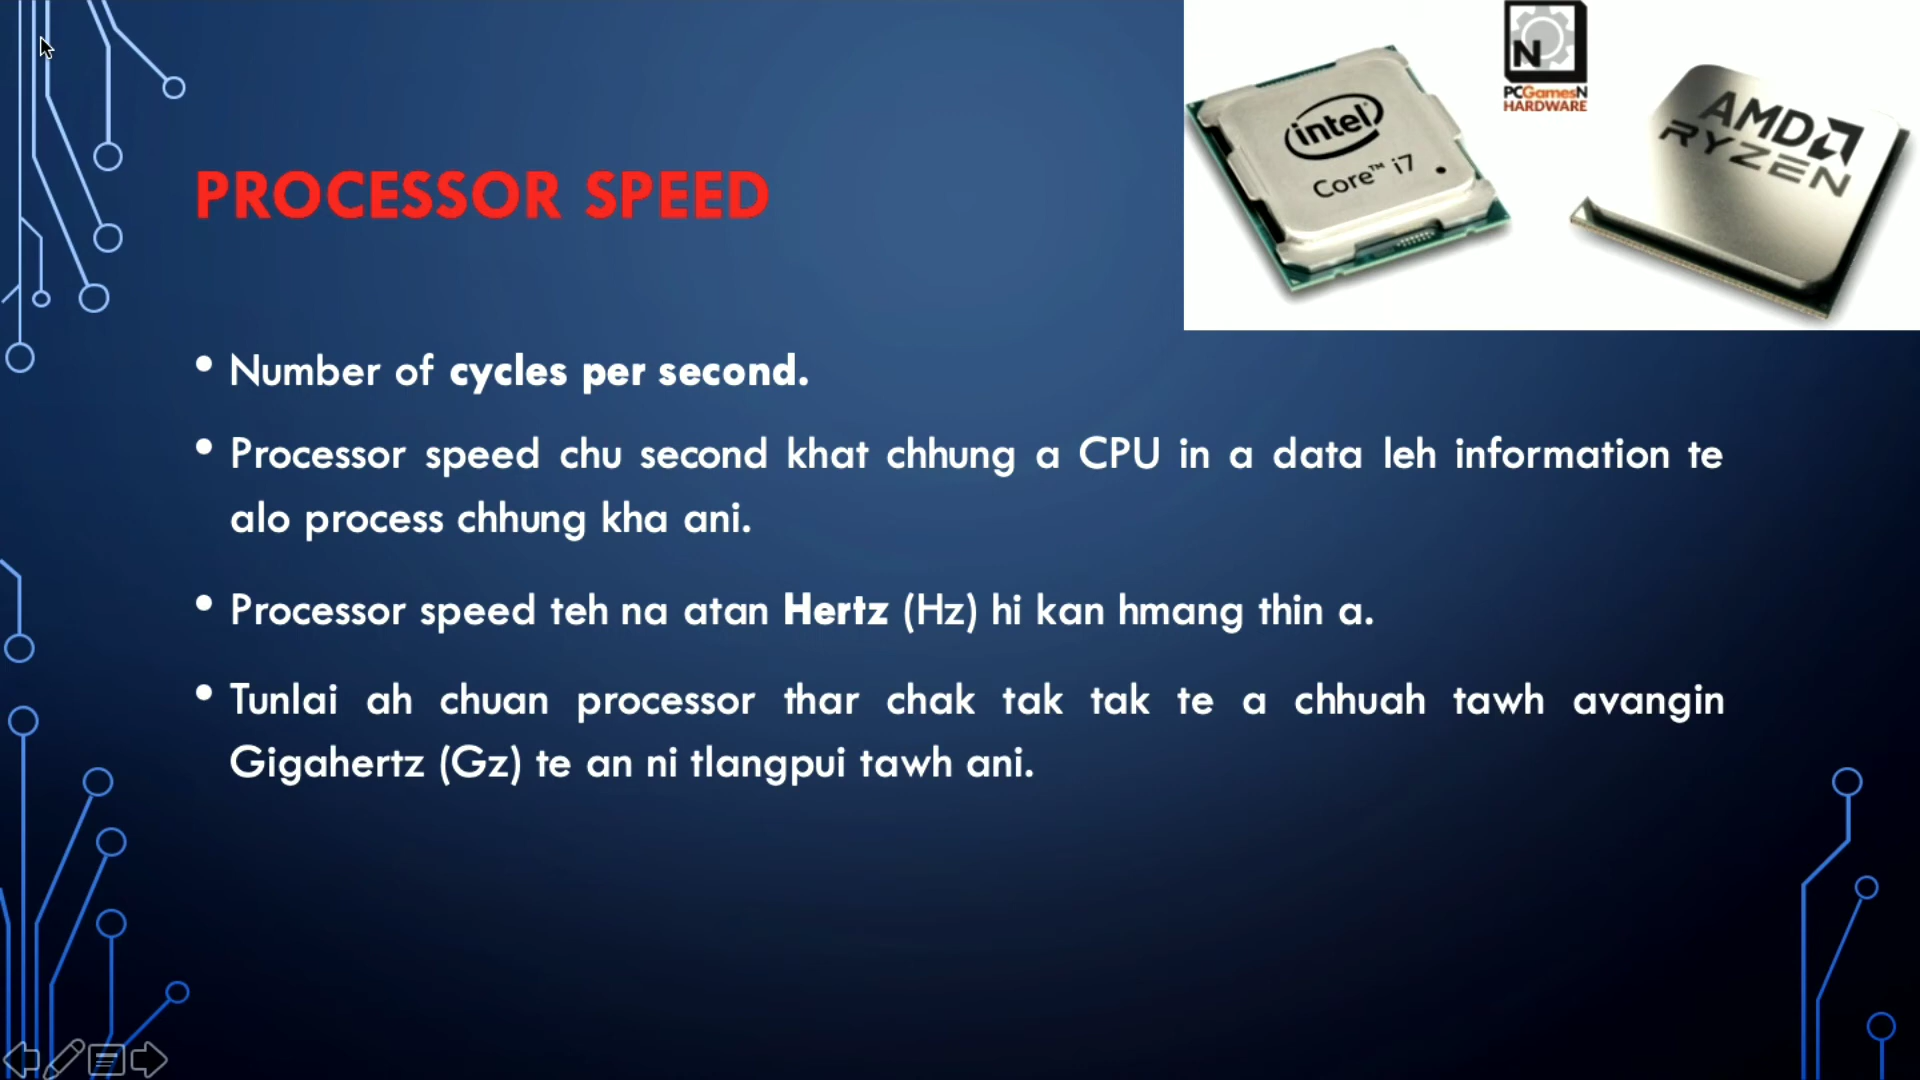 intel
Core™ i7
N
PCGamesN
HARDWARE
AMD
RYZEN
PROCESSOR SPEED
• Number of cycles per second.
• Processor speed chu second khat chhung a CPU in a data leh information te
alo process chhung kha ani.
• Processor speed teh na atan Hertz (Hz) hi kan hmang thin a.
• Tunlai ah chuan processor thar chak tak tak te a chhuah tawh avangin
Gigahertz (Gz) te an ni tlangpui tawh ani.